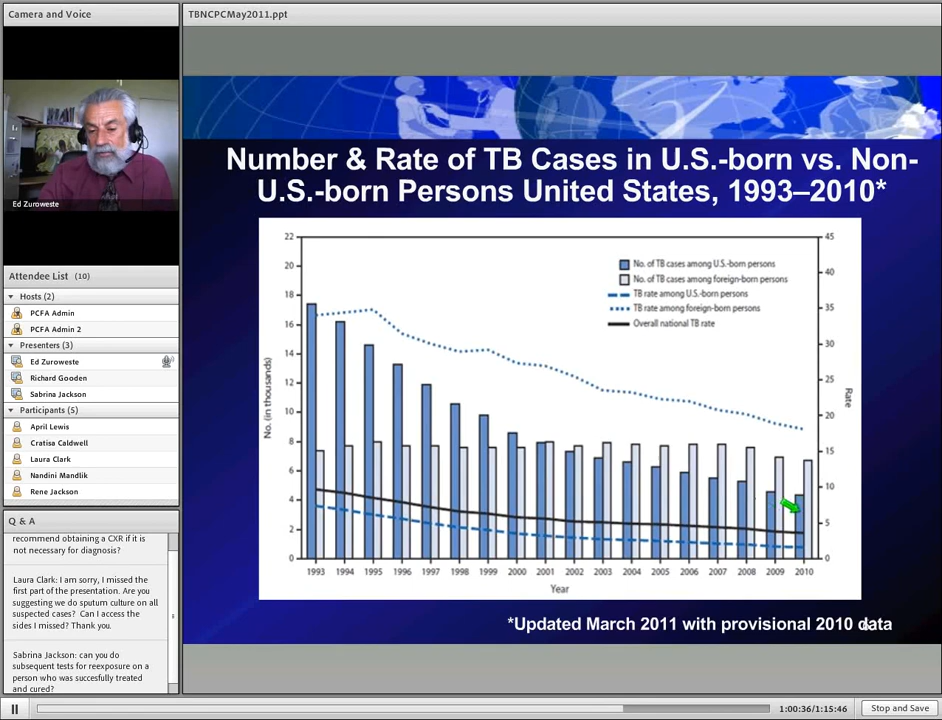 Camera and Voice
Ed Zuroweste
Attendee List (10)
Hosts (2)
PCFA Admin
PCFA Admin 2
Presenters (3)
Ed Zuroweste
Richard Gooden
Sabrina Jackson
Participants (5)
April Lewis
Cratisa Caldwell
Laura Clark
Nandini Mandlik
Rene Jackson
Q & A
recommend obtaining a CXR if it is
not necessary for diagnosis?
Laura Clark: I am sorry, I missed the
first part of the presentation. Are you
suggesting we do sputum culture on all
suspected cases? Can I access the
sides I missed? Thank you.
Sabrina Jackson: can you do
subsequent tests for reexposure on a
person who was succesfully treated
and cured?
TBNCPCMay2011.ppt
Number & Rate of TB Cases in U.S.-born vs. Non-
U.S.-born Persons United States, 1993–2010*
No. of TB cases among U.S.-born persons
No. of TB cases among foreign-born persons
TB rate among U.S.-born persons
TB rate among foreign-born persons
Overall national TB rate
No. (in thousands)
22
20
18
16
14
12
10
8
6
4
2
0
Rate
45
40
35
30
25
20
15
10
5
0
1993 1994 1995 1996 1997 1998 1999 2000 2001 2002 2003 2004 2005 2006 2007 2008 2009 2010
Year
*Updated March 2011 with provisional 2010 data
1:00:36/1:15:46
Stop and Save